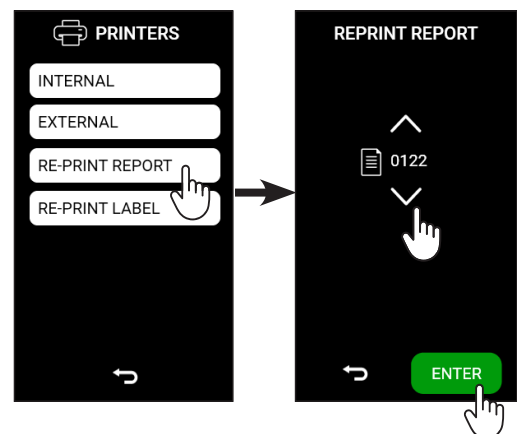 PRINTERS
INTERNAL
EXTERNAL
RE-PRINT REPORT
RE-PRINT LABEL
REPRINT REPORT
0122
ENTER